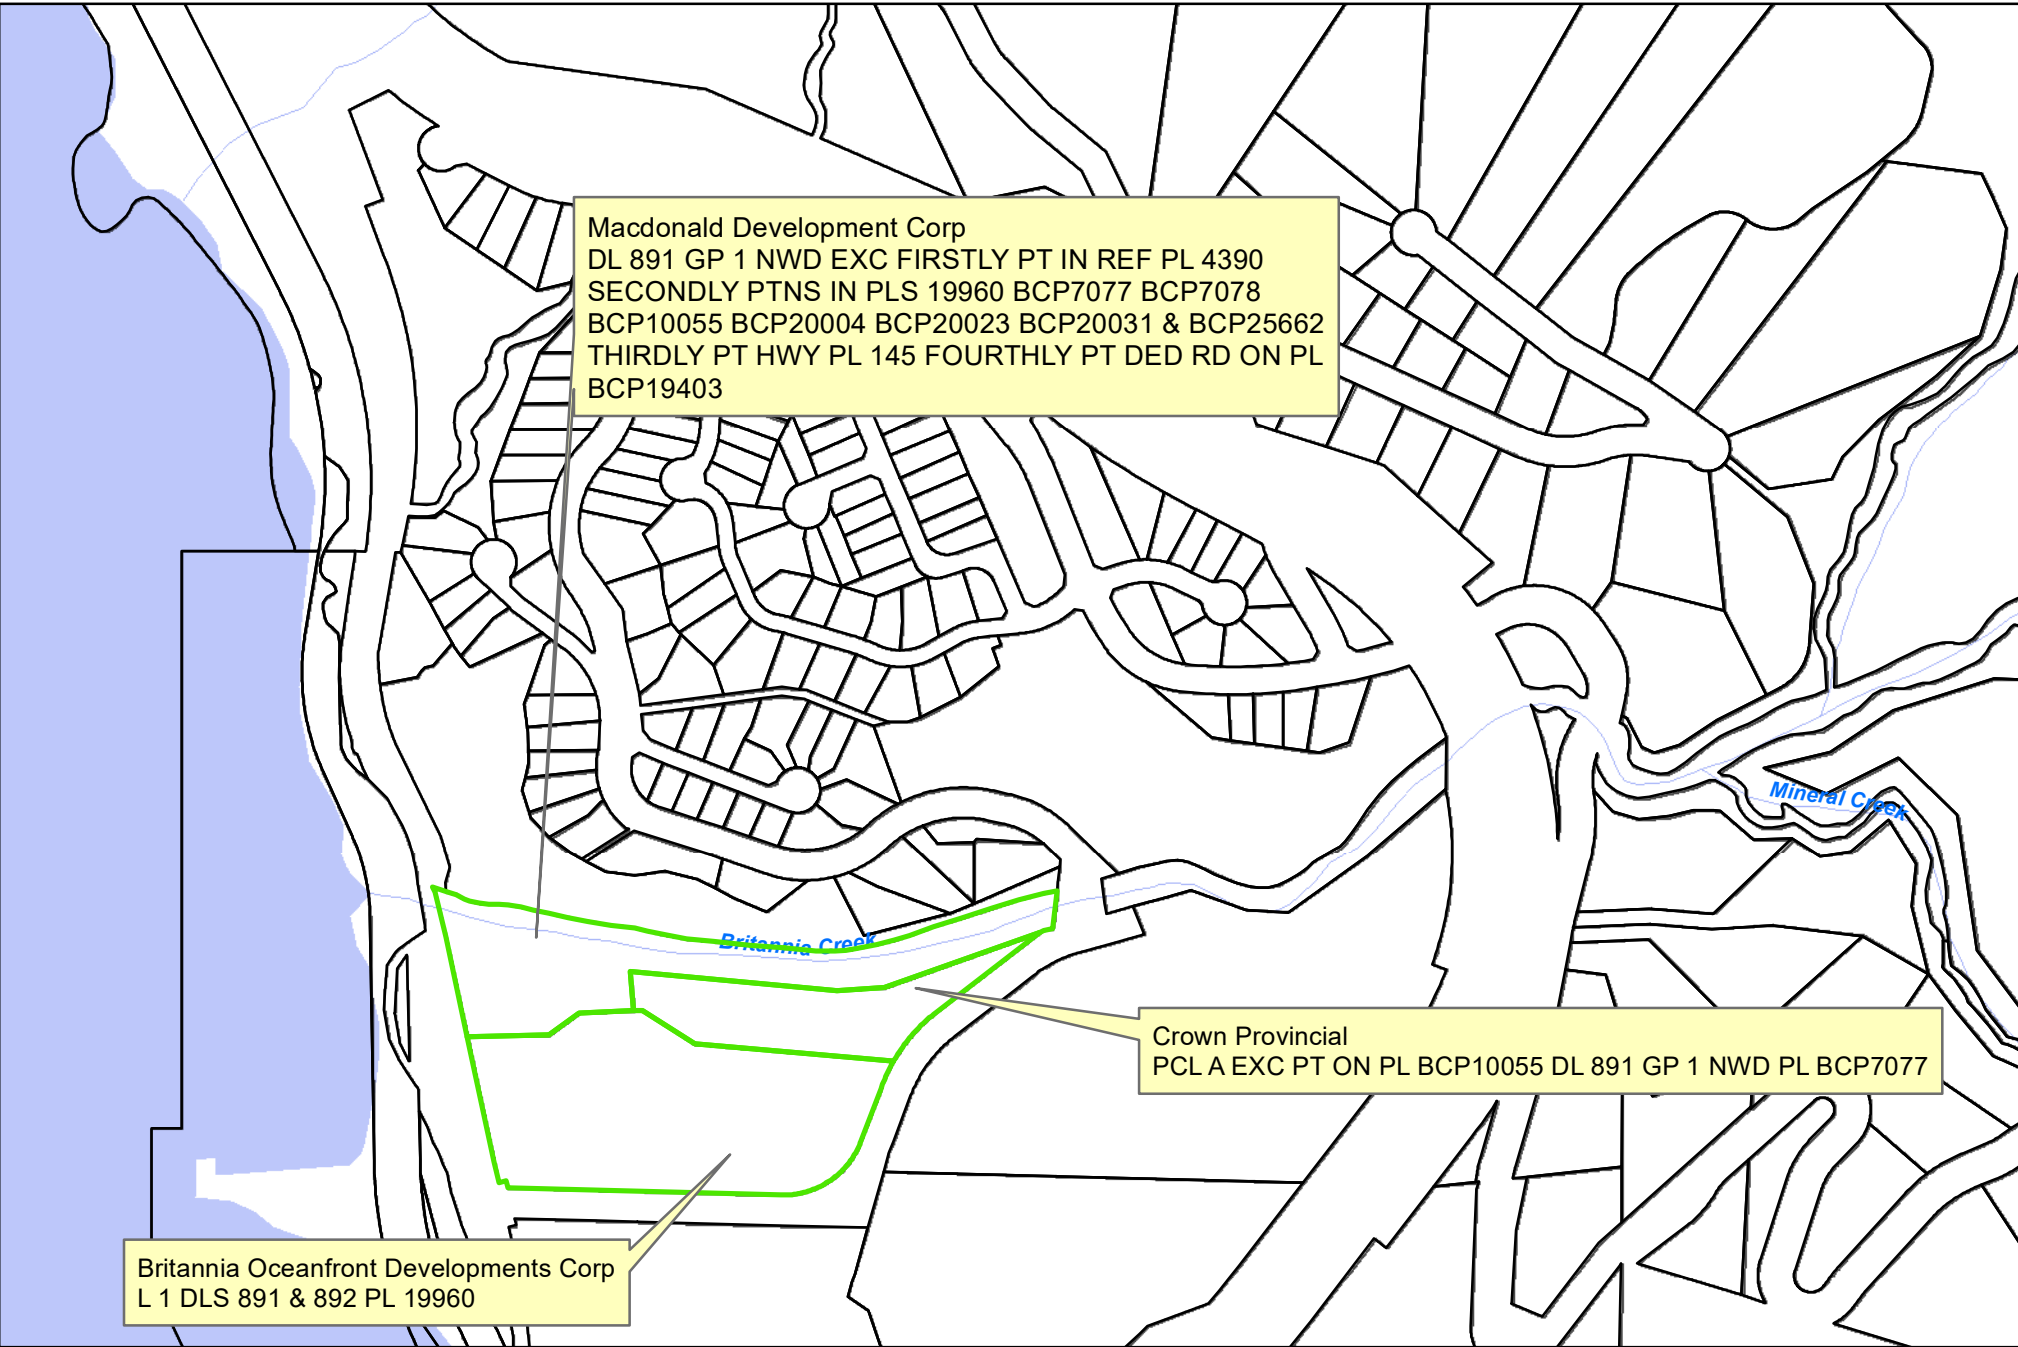 Macdonald Development Corp
DL 891 GP 1 NWD EXC FIRSTLY PT IN REF PL 4390
SECONDLY PTNS IN PLS 19960 BCP7077 BCP7078
BCP10055 BCP20004 BCP20023 BCP20031 & BCP25662
THIRDLY PT HWY PL 145 FOURTHLY PT DED RD ON PL
BCP19403
Mineral Creek
Britannia Creek
Crown Provincial
PCL A EXC PT ON PL BCP10055 DL 891 GP 1 NWD PL BCP7077
Britannia Oceanfront Developments Corp
L 1 DLS 891 & 892 PL 19960